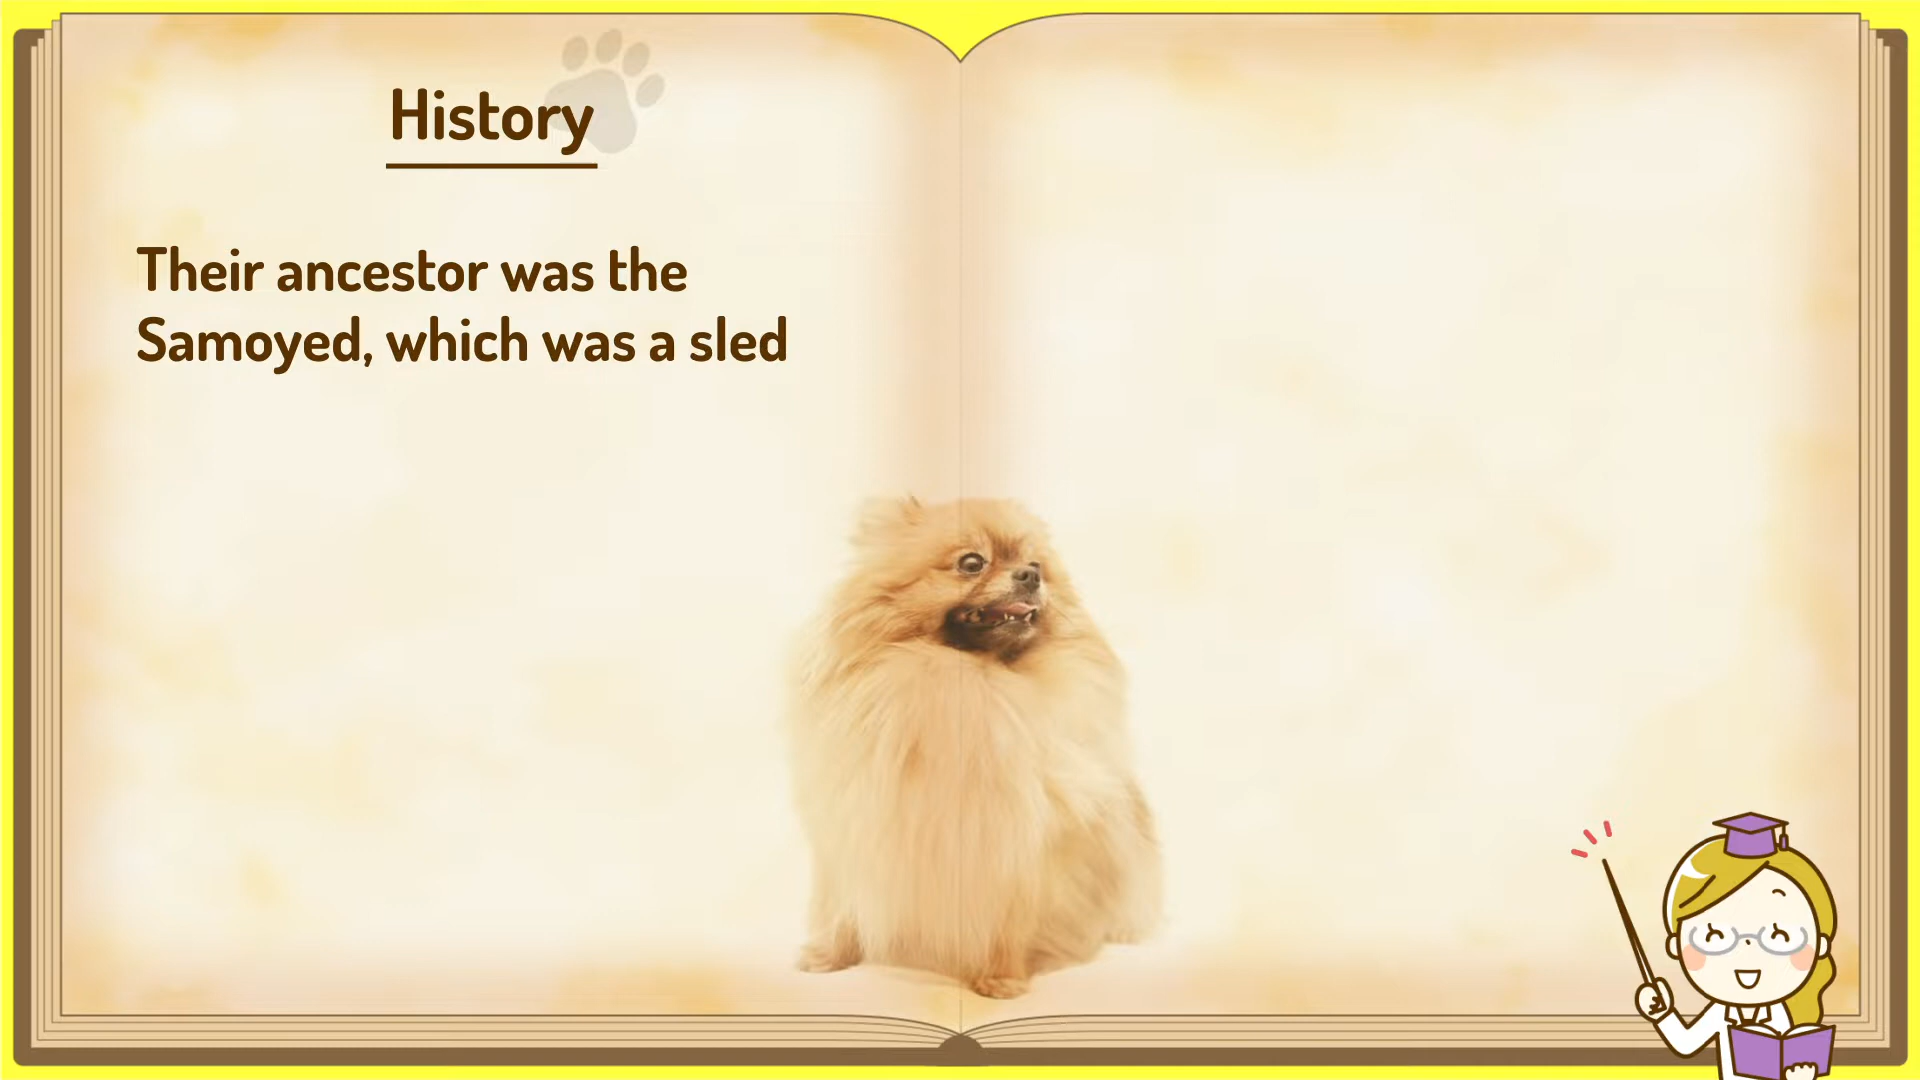 History
Their ancestor was the
Samoyed, which was a sled